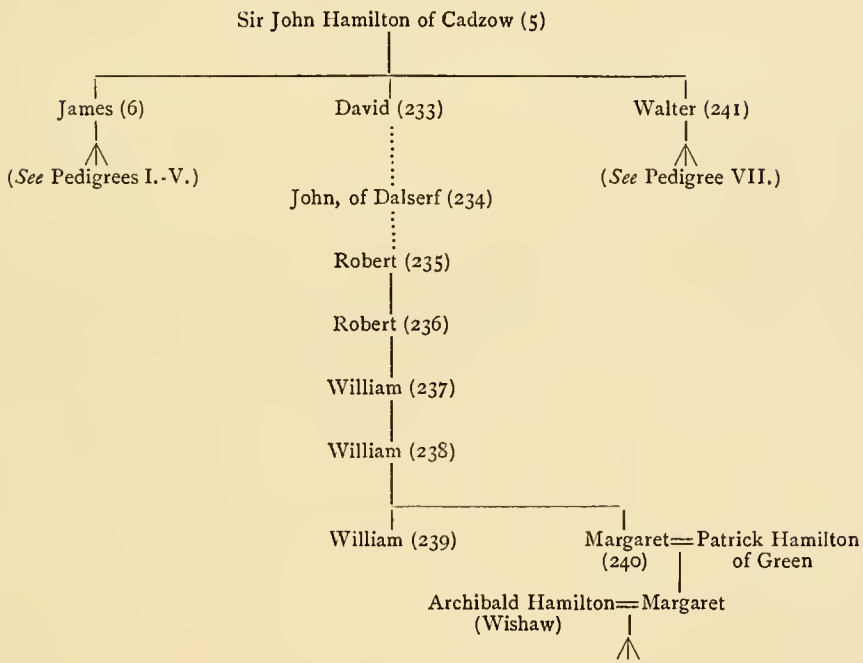 Sir John Hamilton of Cadzow (5)
James (6) David (233) Walter (241)
(See Pedigrees I.-V.) (See Pedigree VII.)
John, of Dalserf (234)
Robert (235)
Robert (236)
William (237)
William (238)
William (239) Margaret=Patrick Hamilton
(240) of Green
Archibald Hamilton=Margaret
(Wishaw)